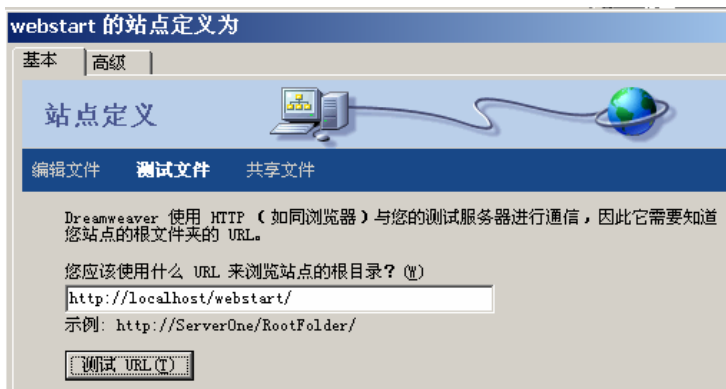 webstart 的站点定义为
基本 高级
站点定义
编辑文件 测试文件 共享文件
Dreamweaver 使用 HTTP （如同浏览器）与您的测试服务器进行通信，因此它需要知道
您站点的根文件夹的 URL。
您应该使用什么 URL 来浏览站点的根目录？(W)
http://localhost/webstart/
示例: http://ServerOne/RootFolder/
测试 URL(T)